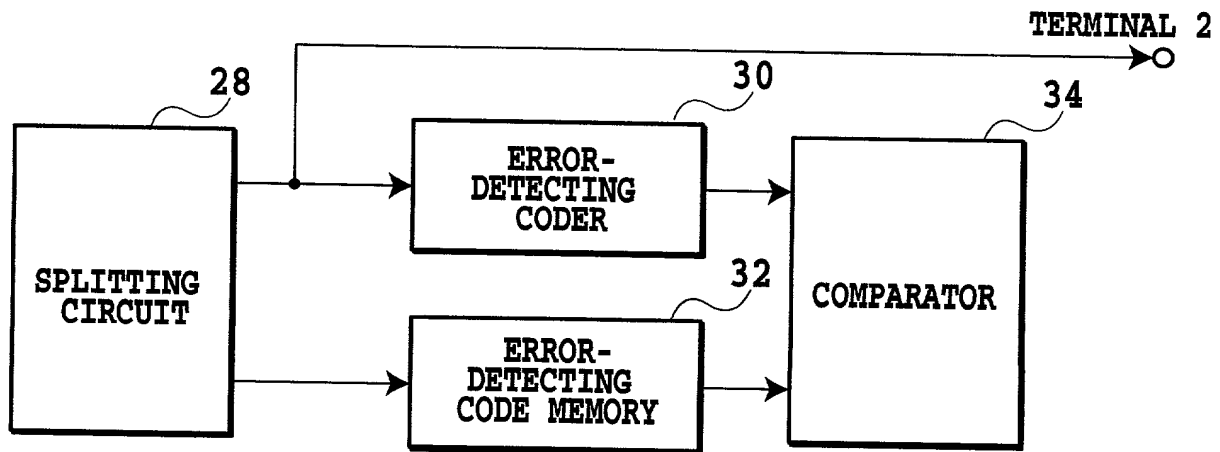 TERMINAL 2
28
30
34
ERROR-
DETECTING
CODER
SPLITTING
CIRCUIT
32
COMPARATOR
ERROR-
DETECTING
CODE MEMORY